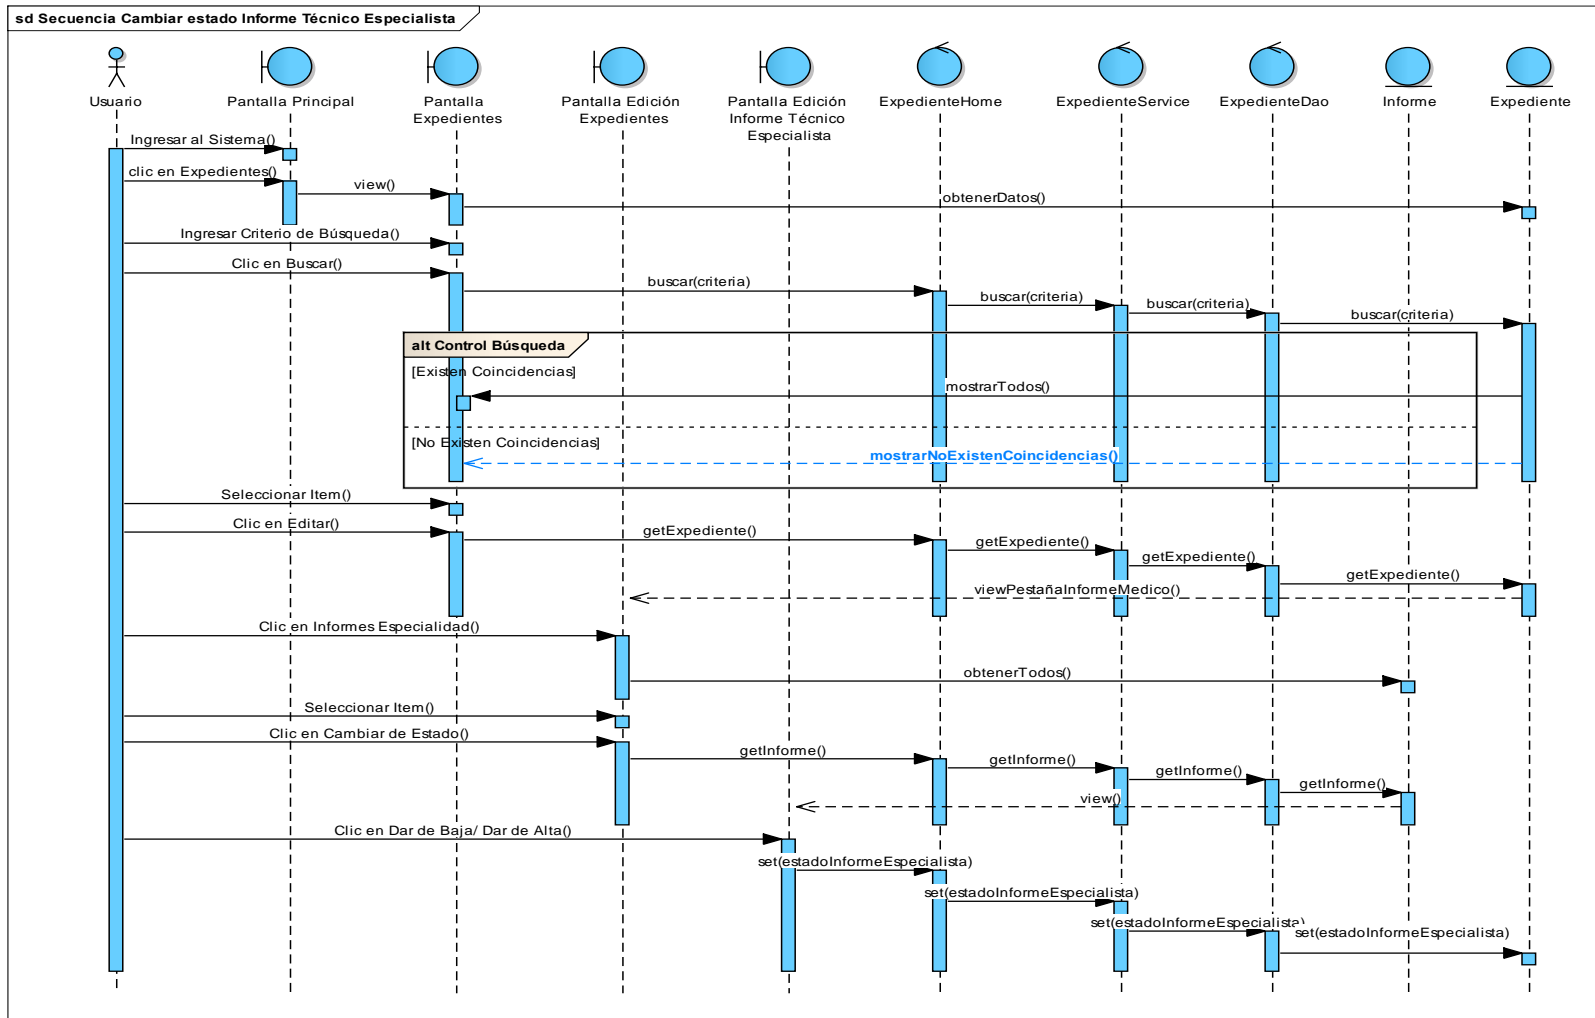 sd Secuencia Cambiar estado Informe Técnico Especialista
Usuario
Pantalla Principal
Pantalla
Expedientes
Pantalla Edición
Expedientes
Pantalla Edición
Informe Técnico
Especialista
ExpedienteHome
ExpedienteService
ExpedienteDao
Informe
Expediente
Ingresar al Sistema()
clic en Expedientes()
view()
obtenerDatos()
Ingresar Criterio de Búsqueda()
Clic en Buscar()
buscar(criteria)
buscar(criteria)
buscar(criteria)
buscar(criteria)
alt Control Búsqueda
[Existen Coincidencias]
mostrarTodos()
[No Existen Coincidencias]
mostrarNoExistenCoincidencias()
Seleccionar Item()
Clic en Editar()
getExpediente()
getExpediente()
getExpediente()
getExpediente()
viewPestañaInformeMedico()
Clic en Informes Especialidad()
obtenerTodos()
Seleccionar Item()
Clic en Cambiar de Estado()
getInforme()
getInforme()
getInforme()
getInforme()
view()
Clic en Dar de Baja/ Dar de Alta()
set(estadoInformeEspecialista)
set(estadoInformeEspecialista)
set(estadoInformeEspecialista)
set(estadoInformeEspecialista)